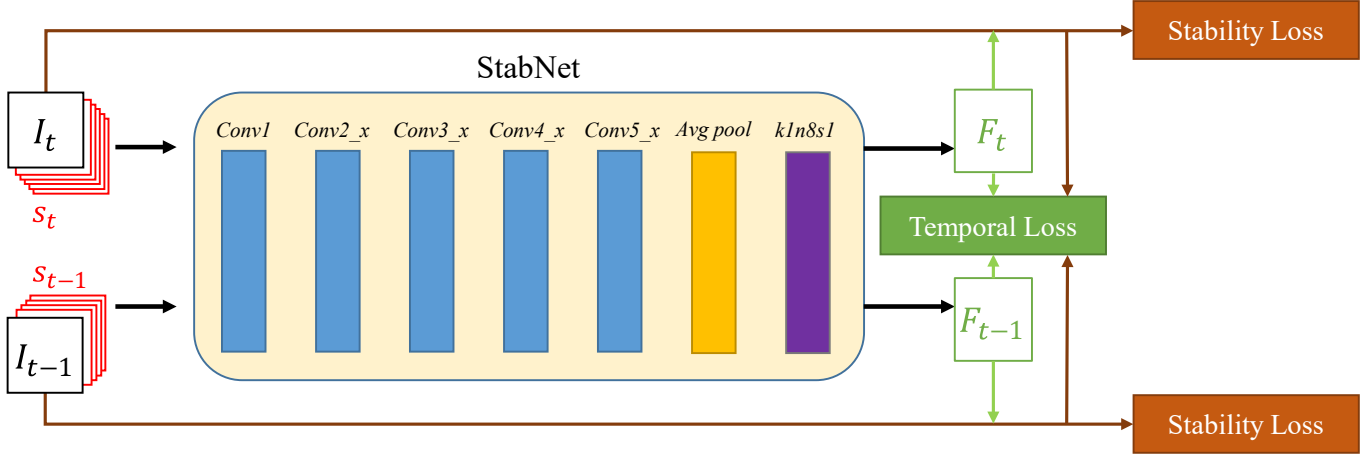 Stability Loss
StabNet
I_t
s_t
Conv1
Conv2_x
Conv3_x
Conv4_x
Conv5_x
Avg pool
k1n8s1
F_t
Temporal Loss
s_{t-1}
I_{t-1}
F_{t-1}
Stability Loss